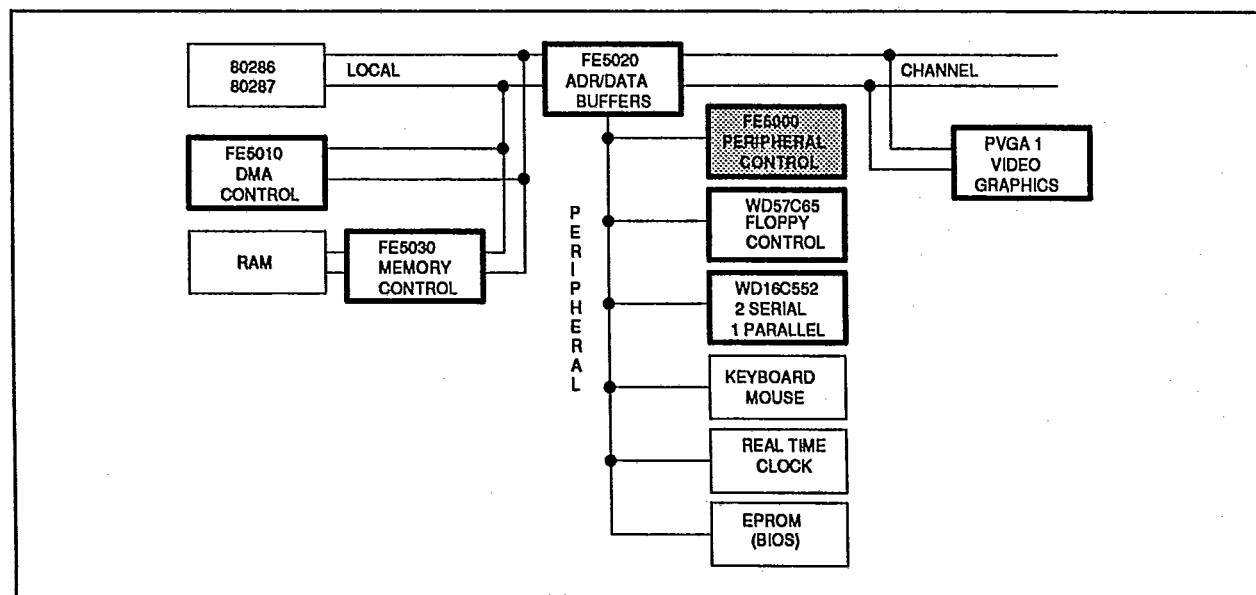 80286
80287
LOCAL
FE5020
ADR/DATA
BUFFERS
CHANNEL
FE5010
DMA
CONTROL
RAM
FE5030
MEMORY
CONTROL
PERIPHERAL
FE5000
PERIPHERAL
CONTROL
PVGA 1
VIDEO
GRAPHICS
WD57C65
FLOPPY
CONTROL
WD16C552
2 SERIAL
1 PARALLEL
KEYBOARD
MOUSE
REAL TIME
CLOCK
EPROM
(BIOS)